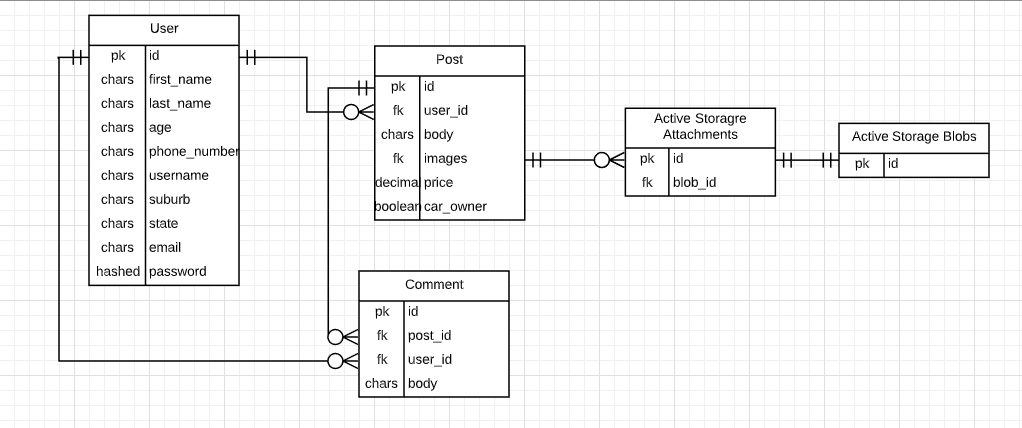 User
pk id
chars first_name
chars last_name
chars age
chars phone_number
chars username
chars suburb
chars state
chars email
hashed password
Post
pk id
fk user_id
chars body
fk images
decimal price
boolean car_owner
Comment
pk id
fk post_id
fk user_id
chars body
Active Storagre
Attachments
pk id
fk blob_id
Active Storage Blobs
pk id